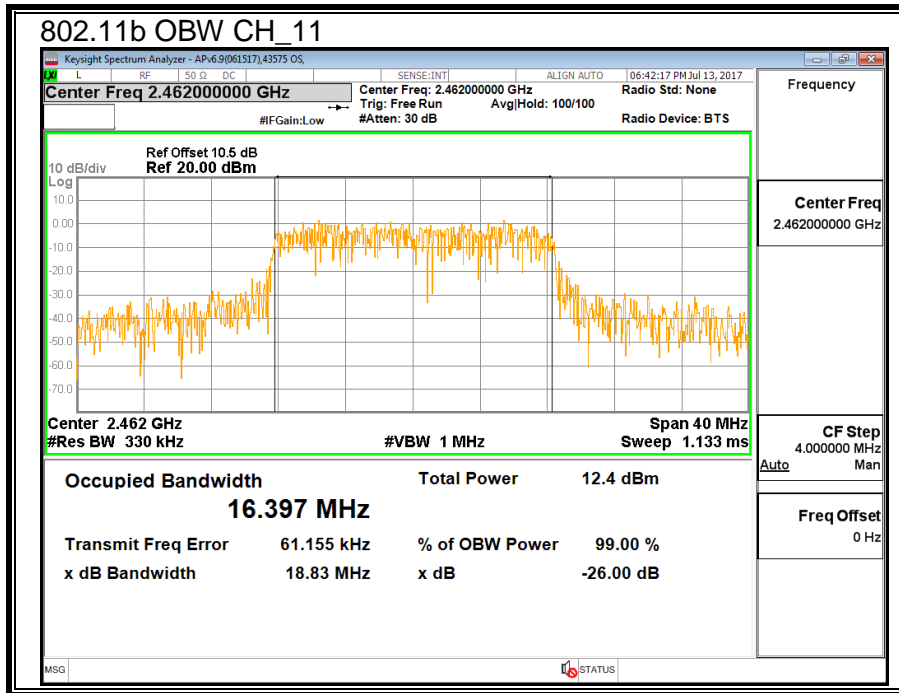 802.11b OBW CH_11
Keysight Spectrum Analyzer - APv6.9(061517),43575 OS,
LXI L RF 50 Ω DC SENSE:INT ALIGN AUTO 06:42:17 PM Jul 13, 2017
Center Freq 2.462000000 GHz
Center Freq: 2.462000000 GHz Radio Std: None
Trig: Free Run Avg|Hold: 100/100
#IFGain:Low #Atten: 30 dB Radio Device: BTS
Frequency
Ref Offset 10.5 dB
10 dB/div Ref 20.00 dBm
Log
10.0
0.00
-10.0
-20.0
-30.0
-40.0
-50.0
-60.0
-70.0
Center 2.462 GHz Span 40 MHz
#Res BW 330 kHz #VBW 1 MHz Sweep 1.133 ms
Occupied Bandwidth Total Power 12.4 dBm
16.397 MHz
Transmit Freq Error 61.155 kHz % of OBW Power 99.00 %
x dB Bandwidth 18.83 MHz x dB -26.00 dB
Center Freq
2.462000000 GHz
CF Step
4.000000 MHz
Auto Man
Freq Offset
0 Hz
MSG STATUS